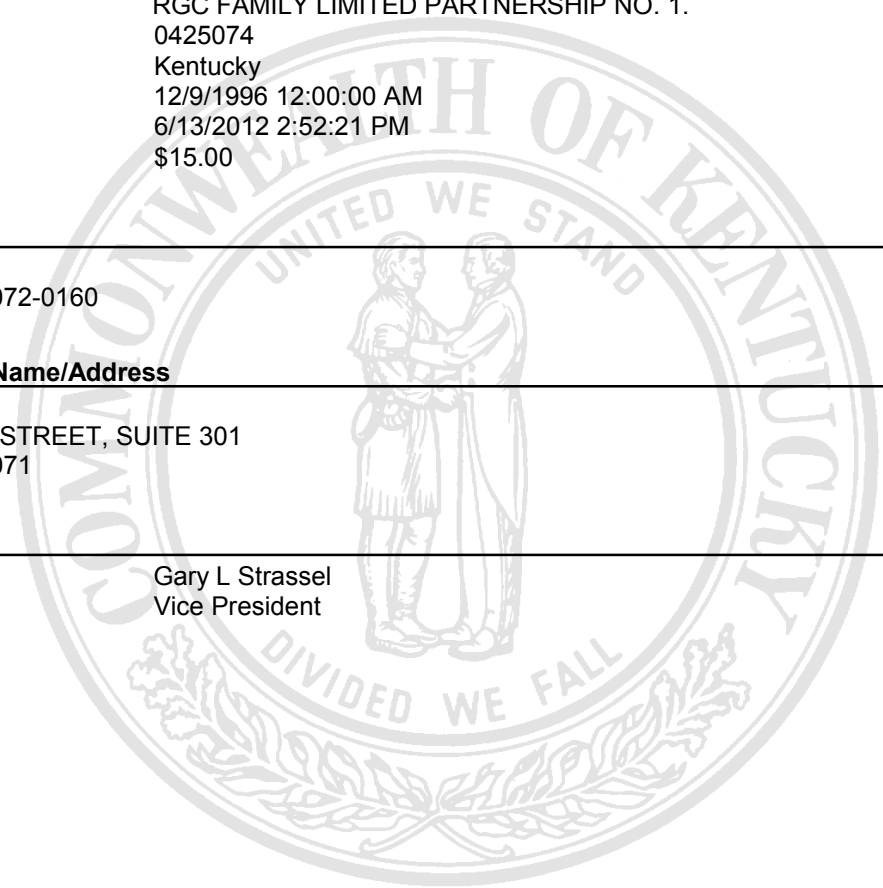 RGC FAMILY LIMITED PARTNERSHIP NO. 1.
0425074
Kentucky
12/9/1996 12:00:00 AM
6/13/2012 2:52:21 PM
$15.00
COMMONWEALTH OF KENTUCKY
UNITED WE STAND
072-0160
Name/Address
STREET, SUITE 301
071
Gary L Strassel
Vice President
DIVIDED WE FALL